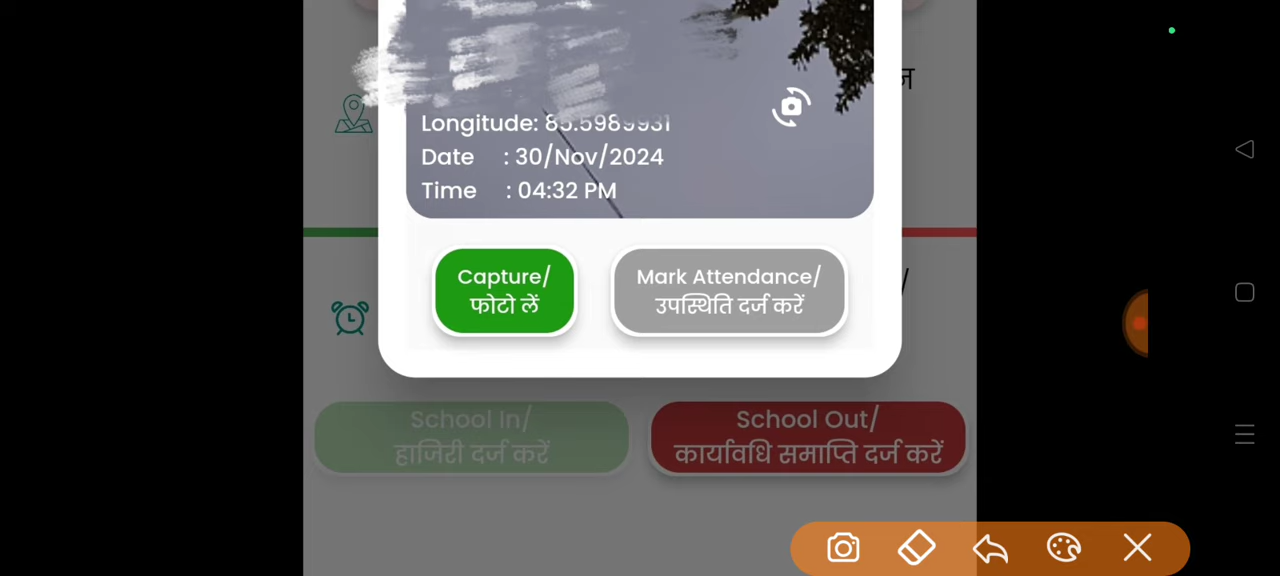 Longitude: 85.5989931
Date : 30/Nov/2024
Time : 04:32 PM
Capture/
फोटो लें
Mark Attendance/
उपस्थिति दर्ज करें
School In/
हाजिरी दर्ज करें
School Out/
कार्यावधि समाप्ति दर्ज करें